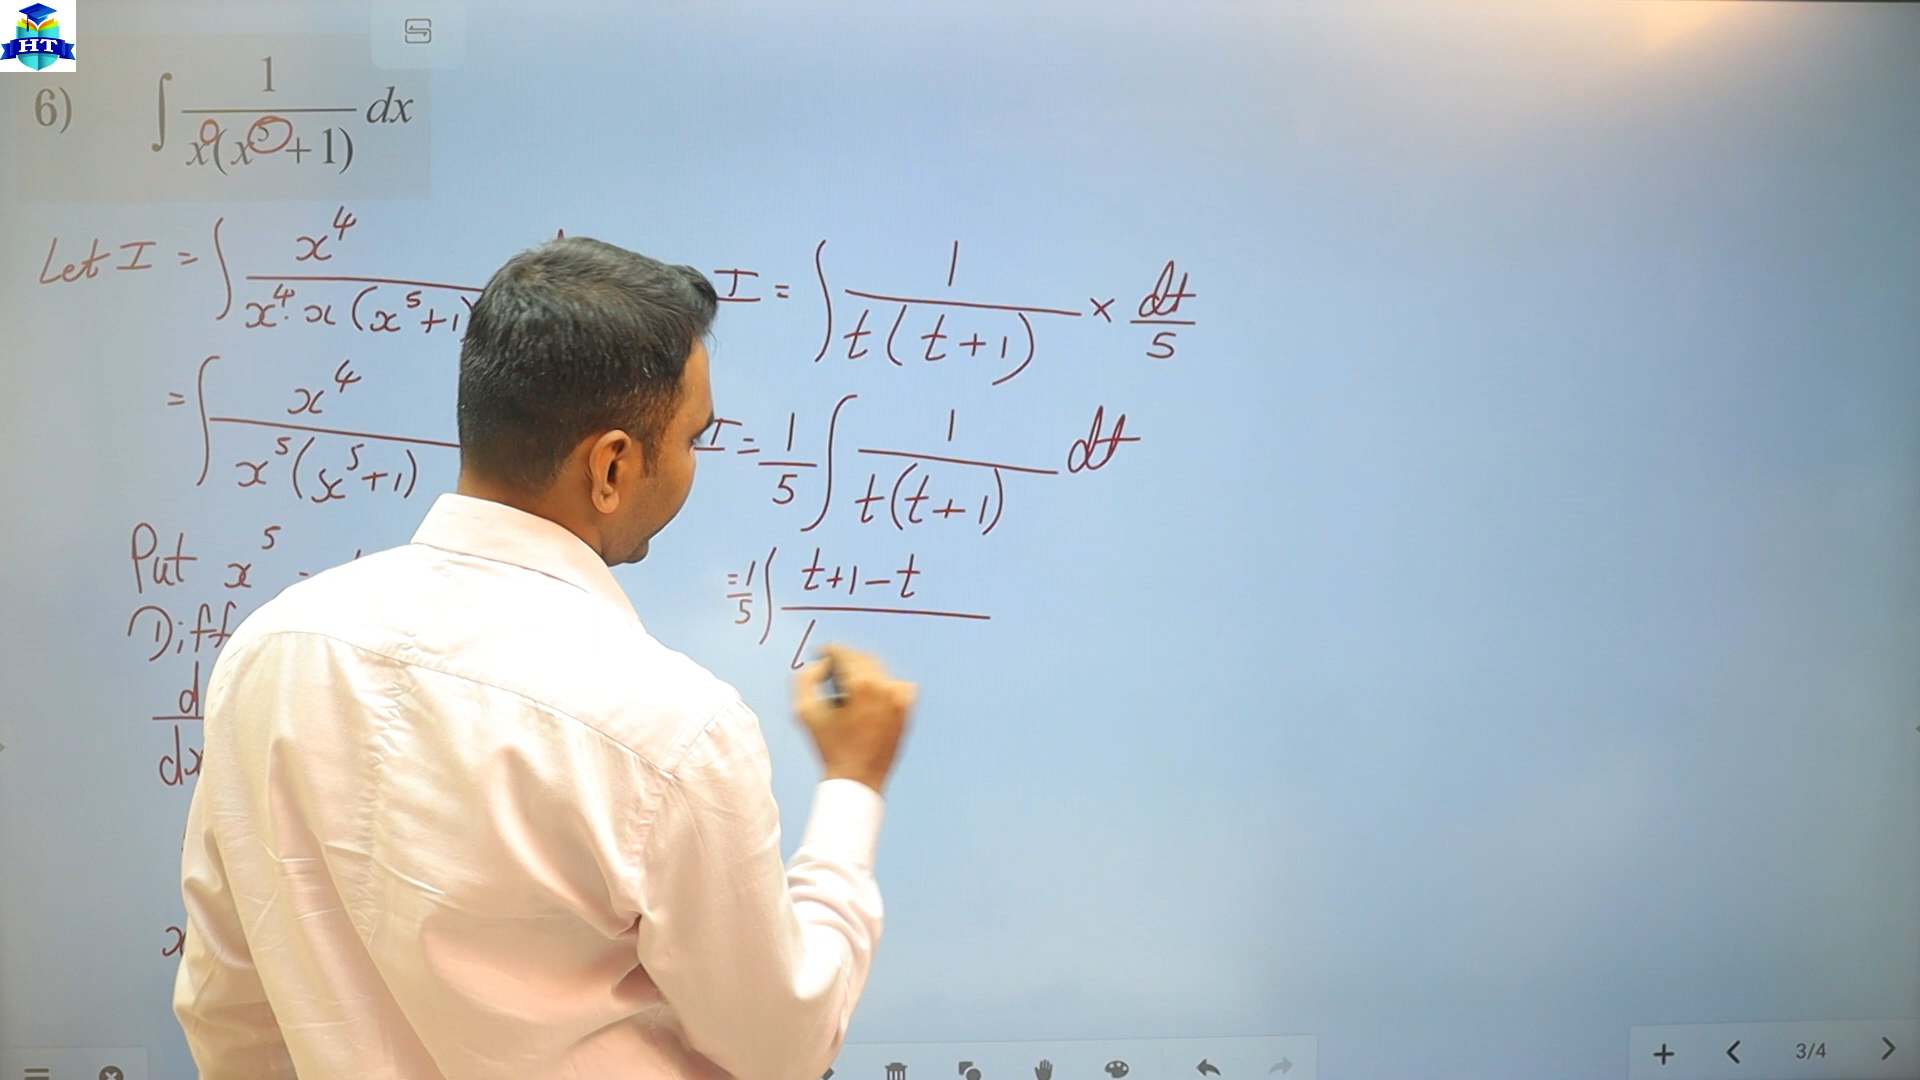 HT
6) ∫ 1/(x(x⁵+1)) dx
Let I = ∫ x⁴/(x⁴·x(x⁵+1)
= ∫ x⁴/(x⁵(x⁵+1)
Put x⁵
Diff
d/dx
x
I = ∫ 1/(t(t+1)) × dt/5
I = 1/5 ∫ 1/(t(t+1)) dt
= 1/5 ∫ t+1-t
3/4